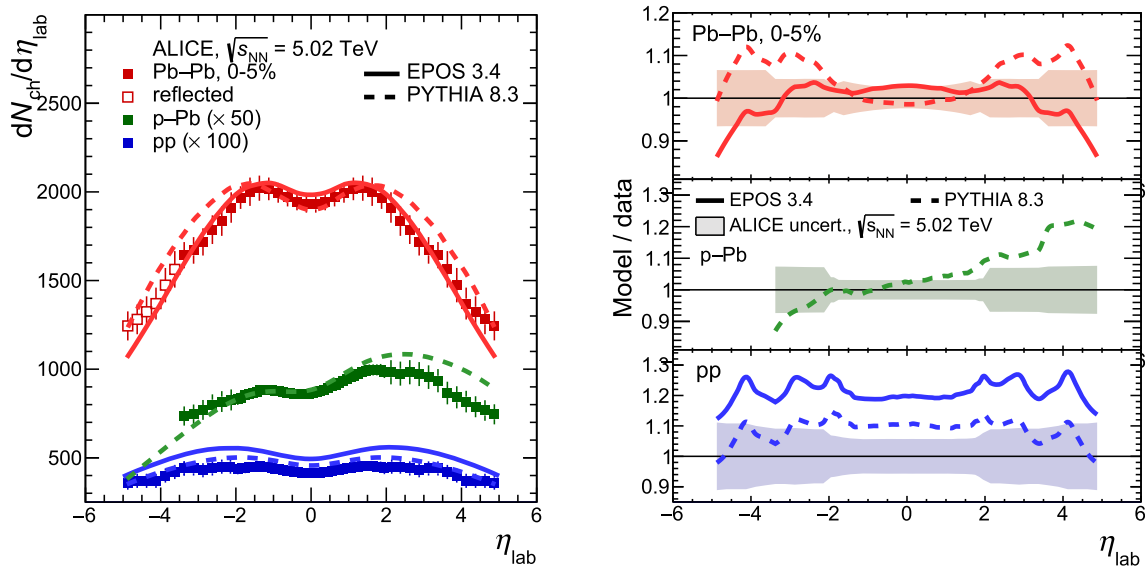 dN_ch/dη_lab
ALICE, √s_NN = 5.02 TeV
Pb–Pb, 0-5%
reflected
p–Pb (× 50)
pp (× 100)
EPOS 3.4
PYTHIA 8.3
2500
2000
1500
1000
500
−6 −4 −2 0 2 4 6
η_lab
Model / data
1.2
1.1
1
0.9
Pb–Pb, 0-5%
1.3
1.2
1.1
1
0.9
EPOS 3.4
PYTHIA 8.3
ALICE uncert., √s_NN = 5.02 TeV
p–Pb
1.3
1.2
1.1
1
0.9
pp
−6 −4 −2 0 2 4 6
η_lab